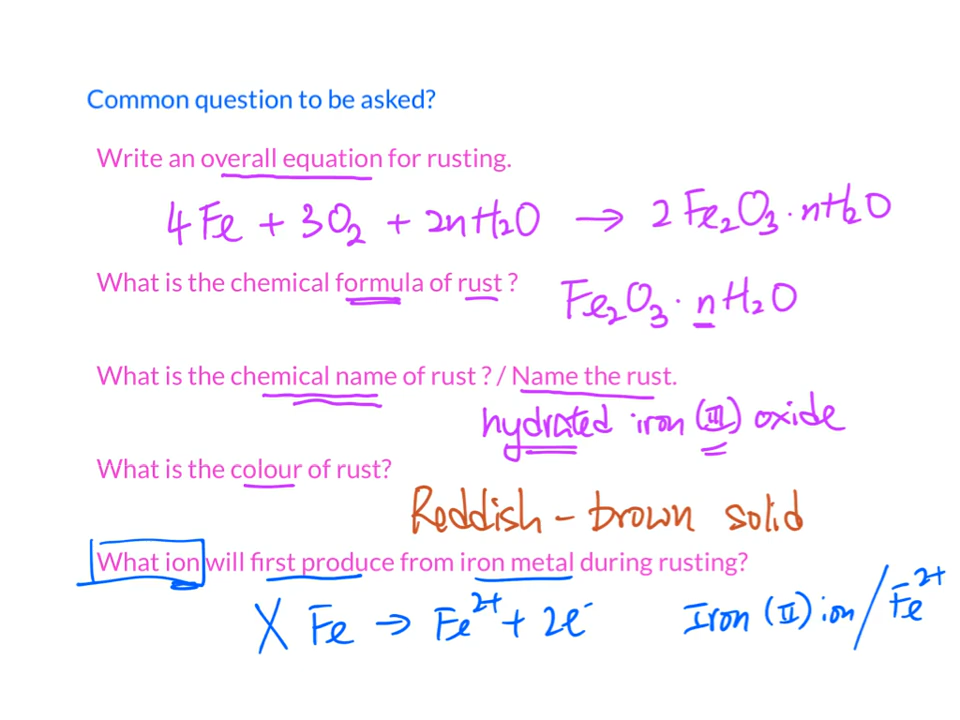 Common question to be asked?
Write an overall equation for rusting.
4Fe + 3O₂ + 2nH₂O → 2Fe₂O₃·nH₂O
What is the chemical formula of rust ?
Fe₂O₃·nH₂O
What is the chemical name of rust ? / Name the rust.
hydrated iron (III) oxide
What is the colour of rust?
Reddish - brown solid
What ion will first produce from iron metal during rusting?
X Fe → Fe²⁺ + 2e⁻ Iron (II) ion / Fe²⁺